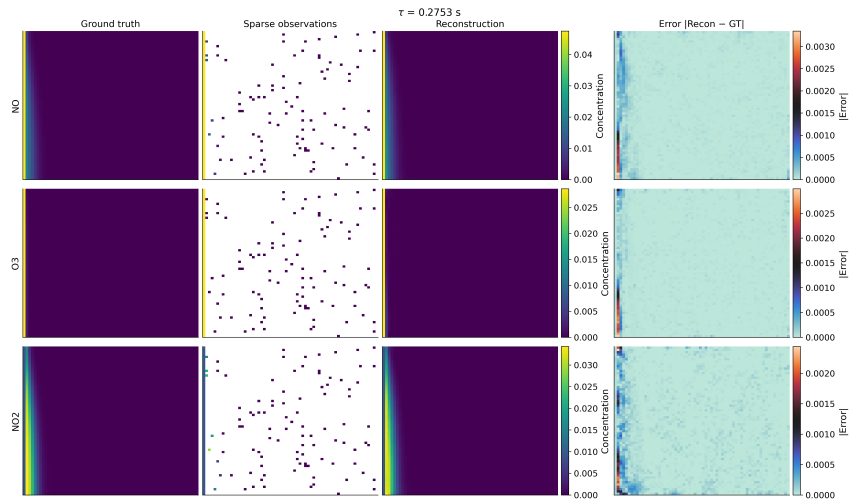 τ = 0.2753 s
Ground truth
Sparse observations
Reconstruction
Error |Recon − GT|
NO
0.04
0.03
0.02
0.01
0.00
Concentration
0.0030
0.0025
0.0020
0.0015
0.0010
0.0005
0.0000
|Error|
O3
0.025
0.020
0.015
0.010
0.005
0.000
Concentration
0.0025
0.0020
0.0015
0.0010
0.0005
0.0000
|Error|
NO2
0.030
0.025
0.020
0.015
0.010
0.005
0.000
Concentration
0.0020
0.0015
0.0010
0.0005
0.0000
|Error|